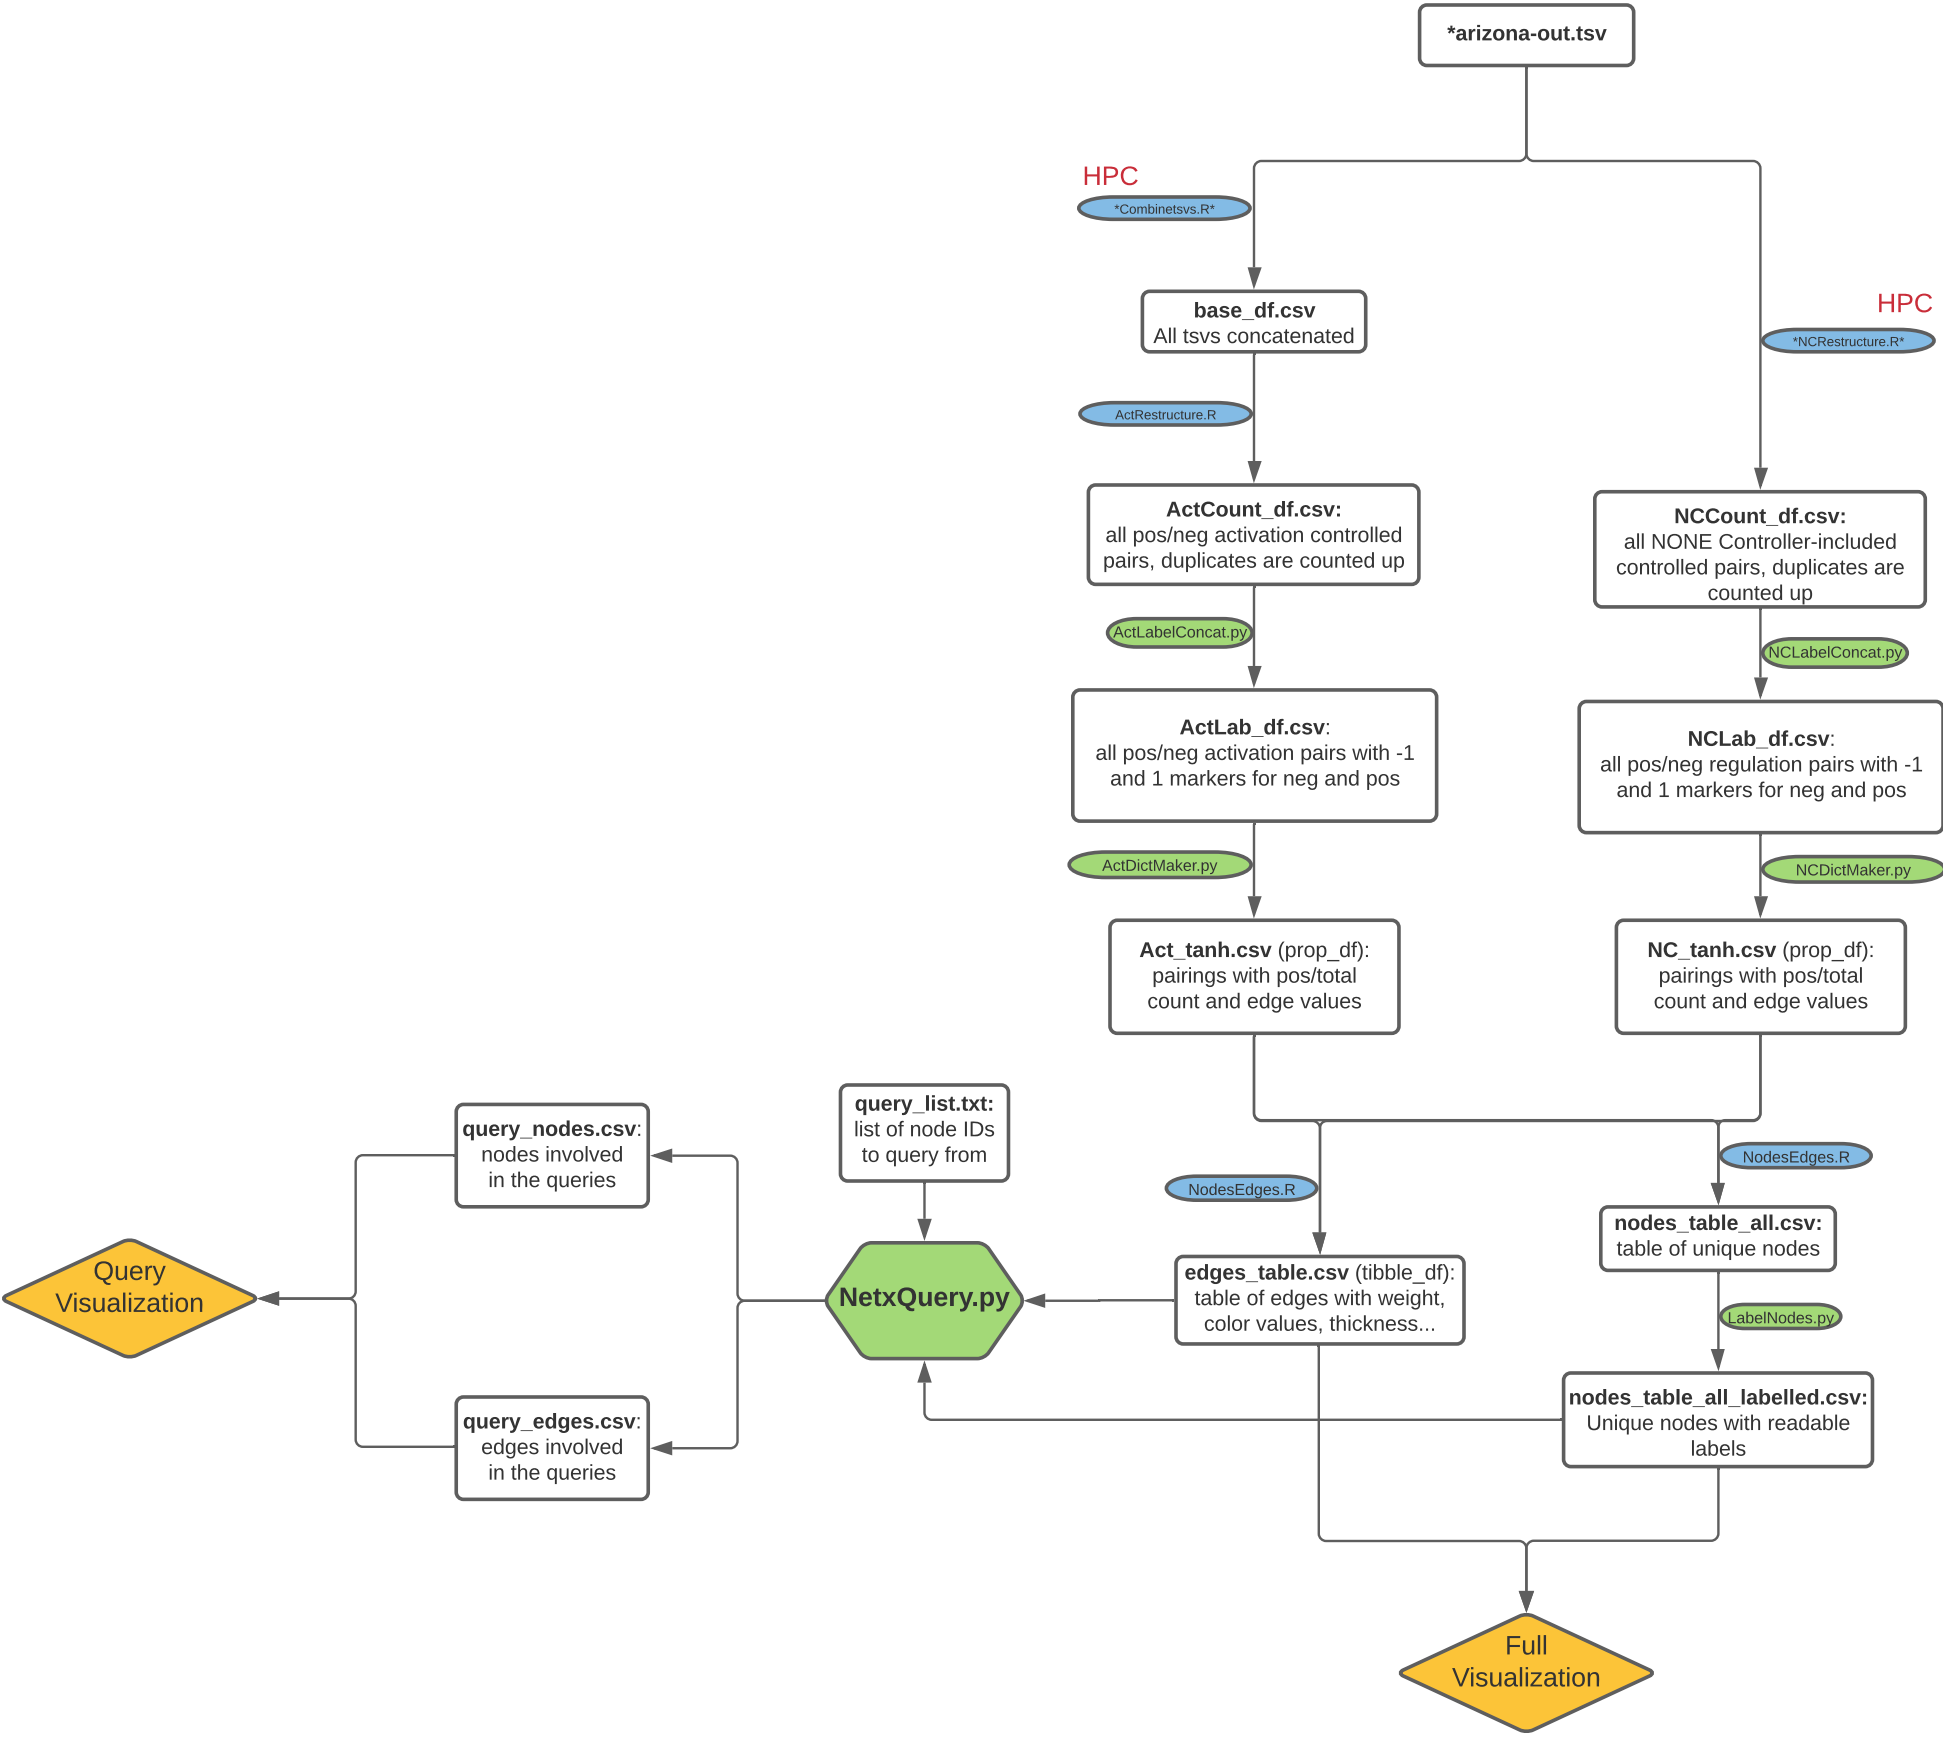 *arizona-out.tsv
HPC
*Combinetsvs.R*
base_df.csv
All tsvs concatenated
HPC
*NCRestructure.R*
ActRestructure.R
ActCount_df.csv:
all pos/neg activation controlled
pairs, duplicates are counted up
NCCount_df.csv:
all NONE Controller-included
controlled pairs, duplicates are
counted up
ActLabelConcat.py
NCLabelConcat.py
ActLab_df.csv:
all pos/neg activation pairs with -1
and 1 markers for neg and pos
NCLab_df.csv:
all pos/neg regulation pairs with -1
and 1 markers for neg and pos
ActDictMaker.py
NCDictMaker.py
Act_tanh.csv (prop_df):
pairings with pos/total
count and edge values
NC_tanh.csv (prop_df):
pairings with pos/total
count and edge values
query_list.txt:
list of node IDs
to query from
query_nodes.csv:
nodes involved
in the queries
NodesEdges.R
NodesEdges.R
nodes_table_all.csv:
table of unique nodes
Query
Visualization
NetxQuery.py
edges_table.csv (tibble_df):
table of edges with weight,
color values, thickness...
LabelNodes.py
query_edges.csv:
edges involved
in the queries
nodes_table_all_labelled.csv:
Unique nodes with readable
labels
Full
Visualization